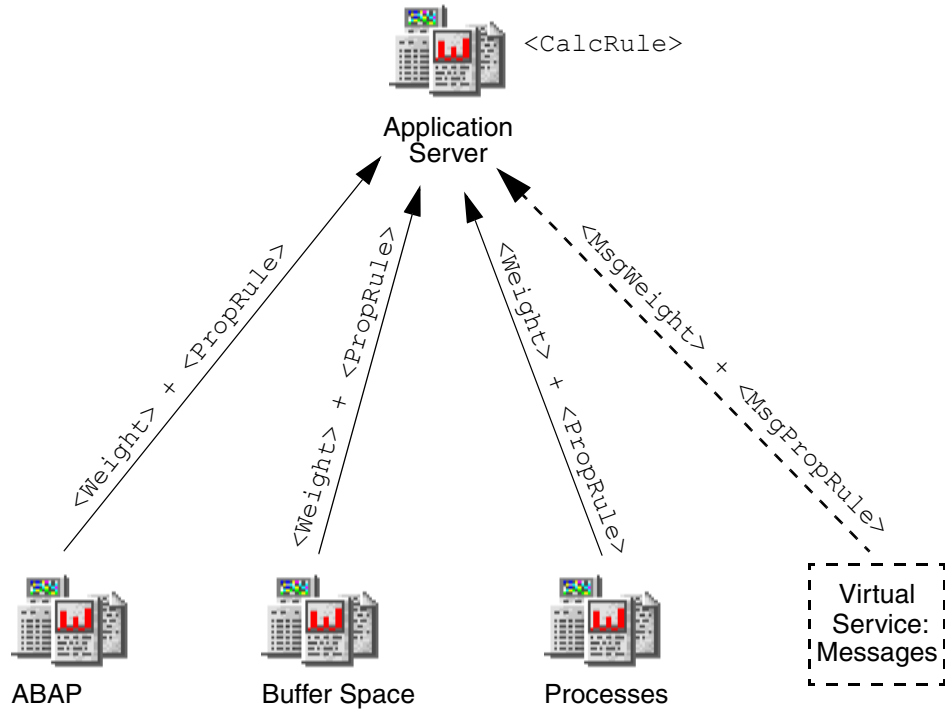 <CalcRule>
Application
Server
<Weight> + <PropRule>
<Weight> + <PropRule>
<Weight> + <PropRule>
<MsgWeight> + <MsgPropRule>
ABAP
Buffer Space
Processes
Virtual
Service:
Messages